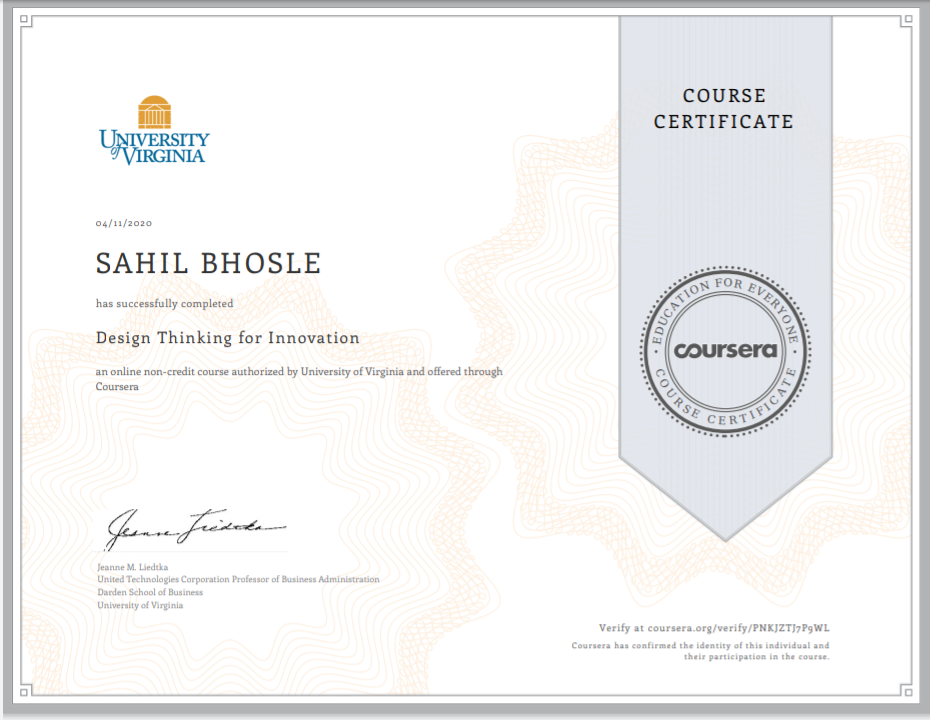 COURSE
CERTIFICATE
UNIVERSITY
of VIRGINIA
04/11/2020
SAHIL BHOSLE
has successfully completed
Design Thinking for Innovation
an online non-credit course authorized by University of Virginia and offered through
Coursera
EDUCATION FOR EVERYONE
coursera
COURSE CERTIFICATE
Jeanne Liedtka
Jeanne M. Liedtka
United Technologies Corporation Professor of Business Administration
Darden School of Business
University of Virginia
Verify at coursera.org/verify/PNKJZTJ7P9WL
Coursera has confirmed the identity of this individual and
their participation in the course.